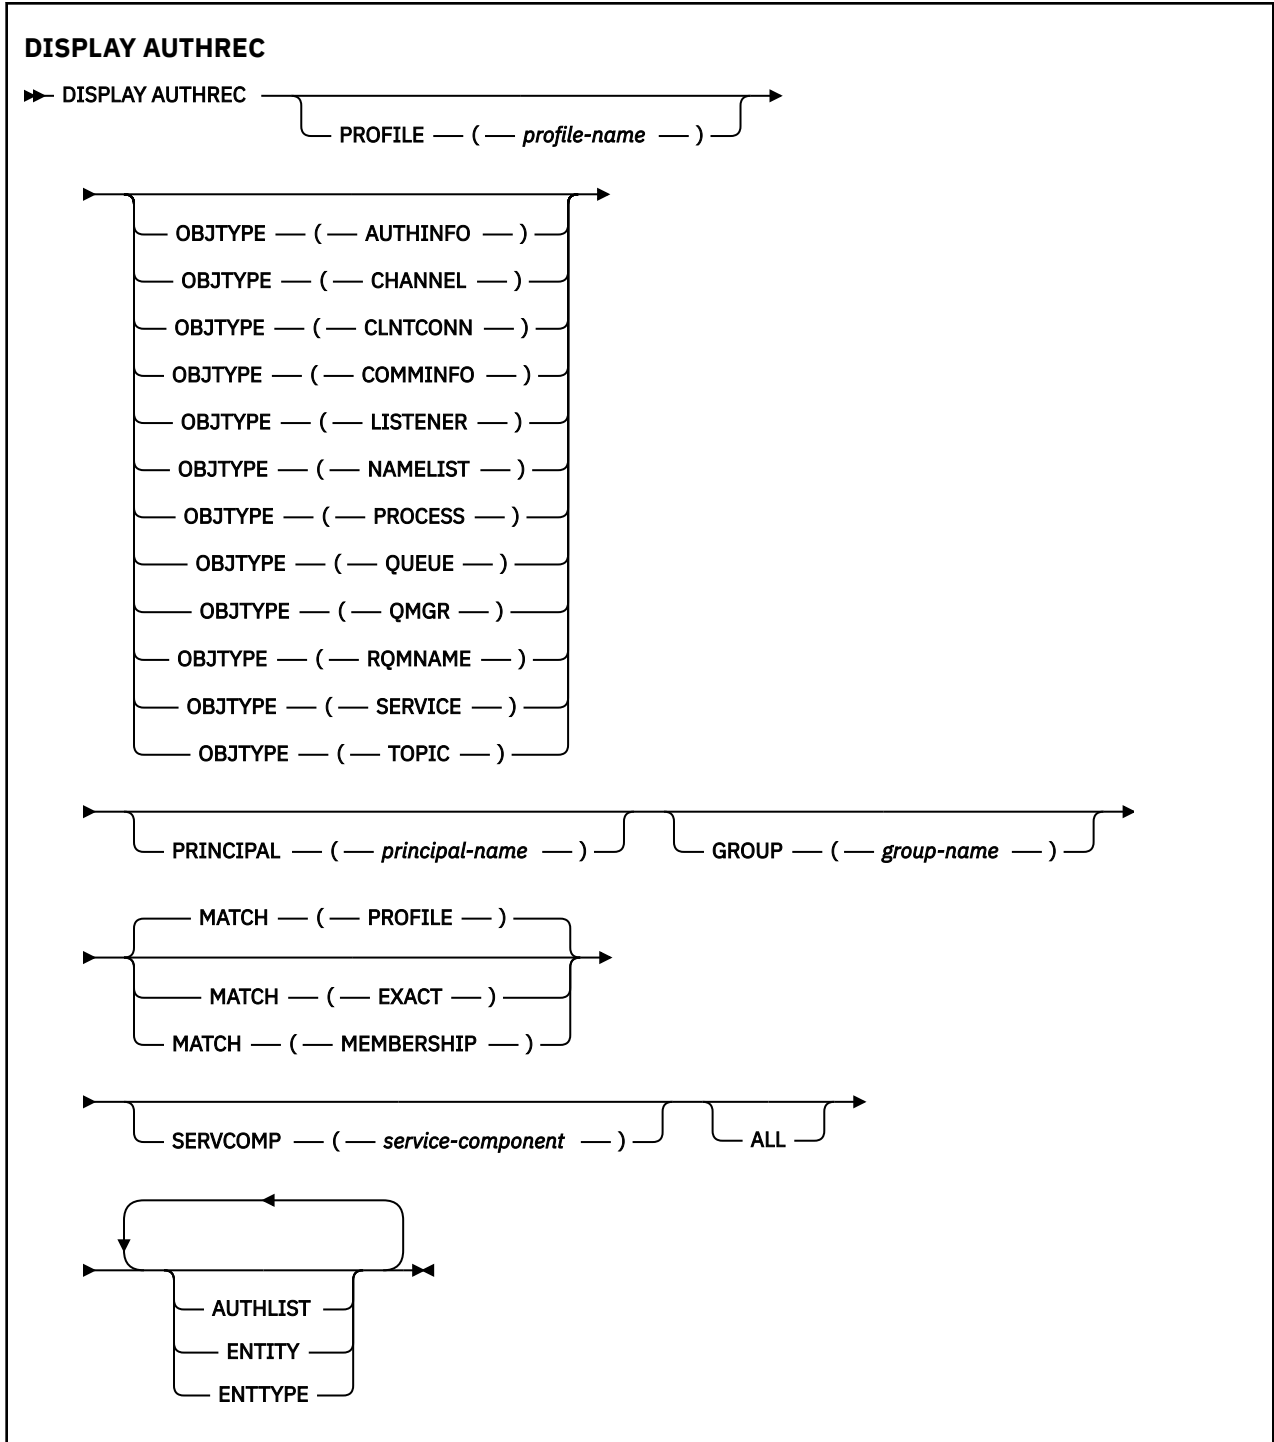 DISPLAY AUTHREC
DISPLAY AUTHREC
PROFILE ( profile-name )
OBJTYPE ( AUTHINFO )
OBJTYPE ( CHANNEL )
OBJTYPE ( CLNTCONN )
OBJTYPE ( COMMINFO )
OBJTYPE ( LISTENER )
OBJTYPE ( NAMELIST )
OBJTYPE ( PROCESS )
OBJTYPE ( QUEUE )
OBJTYPE ( QMGR )
OBJTYPE ( RQMNAME )
OBJTYPE ( SERVICE )
OBJTYPE ( TOPIC )
PRINCIPAL ( principal-name ) GROUP ( group-name )
MATCH ( PROFILE )
MATCH ( EXACT )
MATCH ( MEMBERSHIP )
SERVCOMP ( service-component ) ALL
AUTHLIST
ENTITY
ENTTYPE